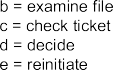 b = examine file
c = check ticket
d = decide
e = reinitiate